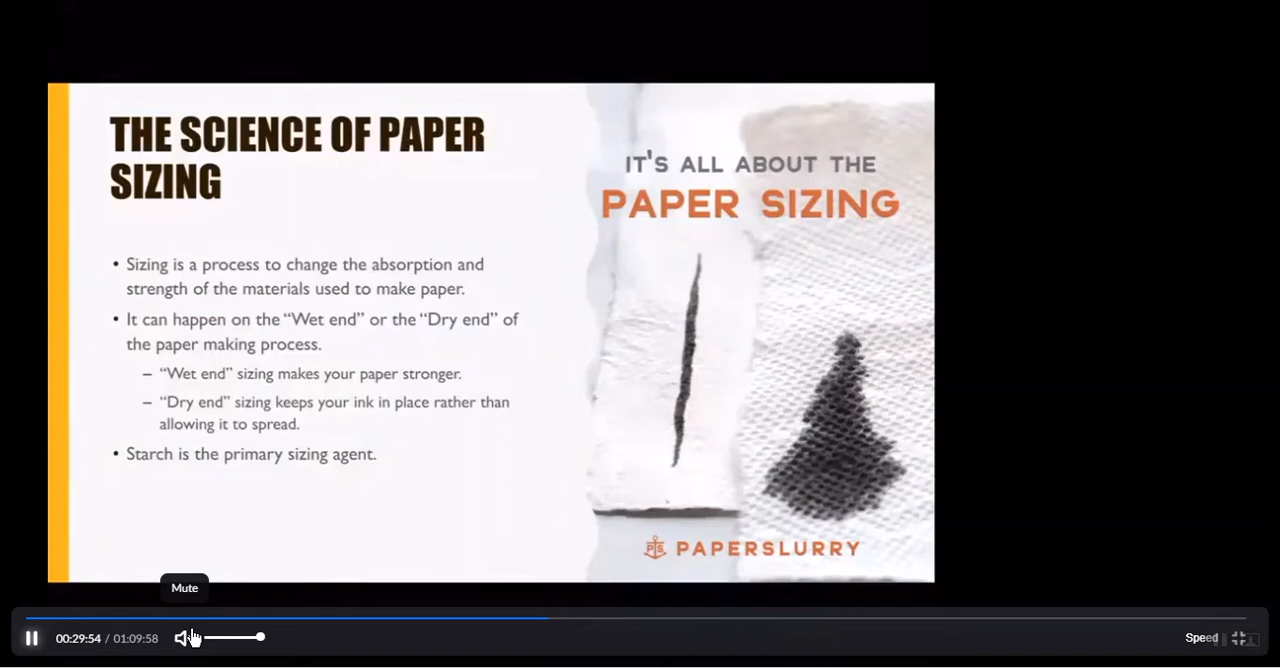 THE SCIENCE OF PAPER
SIZING
• Sizing is a process to change the absorption and
strength of the materials used to make paper.
• It can happen on the “Wet end” or the “Dry end” of
the paper making process.
– “Wet end” sizing makes your paper stronger.
– “Dry end” sizing keeps your ink in place rather than
allowing it to spread.
• Starch is the primary sizing agent.
IT'S ALL ABOUT THE
PAPER SIZING
PS PAPERSLURRY
Mute
00:29:54 / 01:09:58
Speed